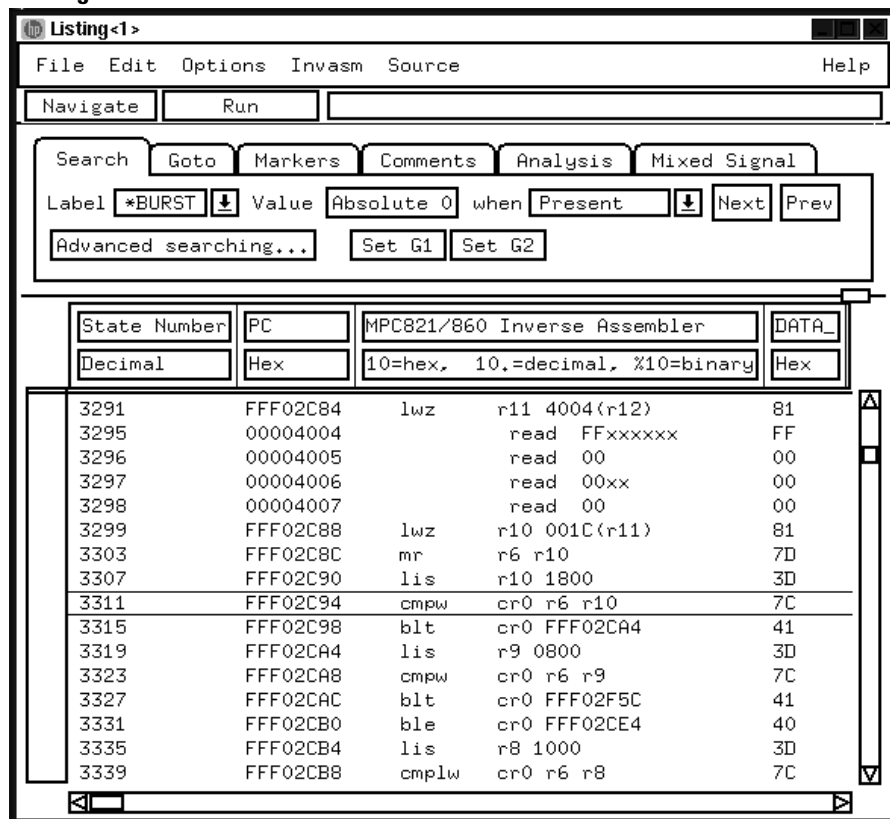 hp Listing<1>
File Edit Options Invasm Source Help
Navigate Run
Search Goto Markers Comments Analysis Mixed Signal
Label *BURST Value Absolute 0 when Present Next Prev
Advanced searching... Set G1 Set G2
State Number PC MPC821/860 Inverse Assembler DATA_
Decimal Hex 10=hex, 10.=decimal, %10=binary Hex
3291 FFF02C84 lwz r11 4004(r12) 81
3295 00004004 read FFxxxxxx FF
3296 00004005 read 00 00
3297 00004006 read 00xx 00
3298 00004007 read 00 00
3299 FFF02C88 lwz r10 001C(r11) 81
3303 FFF02C8C mr r6 r10 7D
3307 FFF02C90 lis r10 1800 3D
3311 FFF02C94 cmpw cr0 r6 r10 7C
3315 FFF02C98 blt cr0 FFF02CA4 41
3319 FFF02CA4 lis r9 0800 3D
3323 FFF02CA8 cmpw cr0 r6 r9 7C
3327 FFF02CAC blt cr0 FFF02F5C 41
3331 FFF02CB0 ble cr0 FFF02CE4 40
3335 FFF02CB4 lis r8 1000 3D
3339 FFF02CB8 cmplw cr0 r6 r8 7C